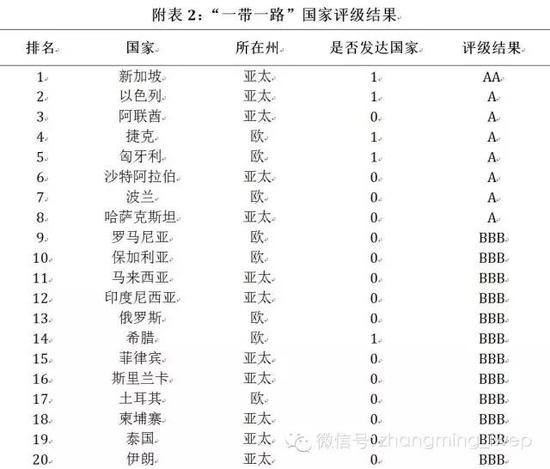 附表 2：“一带一路”国家评级结果
排名 国家 所在州 是否发达国家 评级结果
1 新加坡 亚太 1 AA
2 以色列 亚太 1 A
3 阿联酋 亚太 0 A
4 捷克 欧 1 A
5 匈牙利 欧 1 A
6 沙特阿拉伯 亚太 0 A
7 波兰 欧 0 A
8 哈萨克斯坦 亚太 0 A
9 罗马尼亚 欧 0 BBB
10 保加利亚 欧 0 BBB
11 马来西亚 亚太 0 BBB
12 印度尼西亚 亚太 0 BBB
13 俄罗斯 欧 0 BBB
14 希腊 欧 1 BBB
15 菲律宾 亚太 0 BBB
16 斯里兰卡 亚太 0 BBB
17 土耳其 欧 0 BBB
18 柬埔寨 亚太 0 BBB
19 泰国 亚太 0 BBB
20 伊朗 亚太 0 BBB
微信号: zhangming_iwep